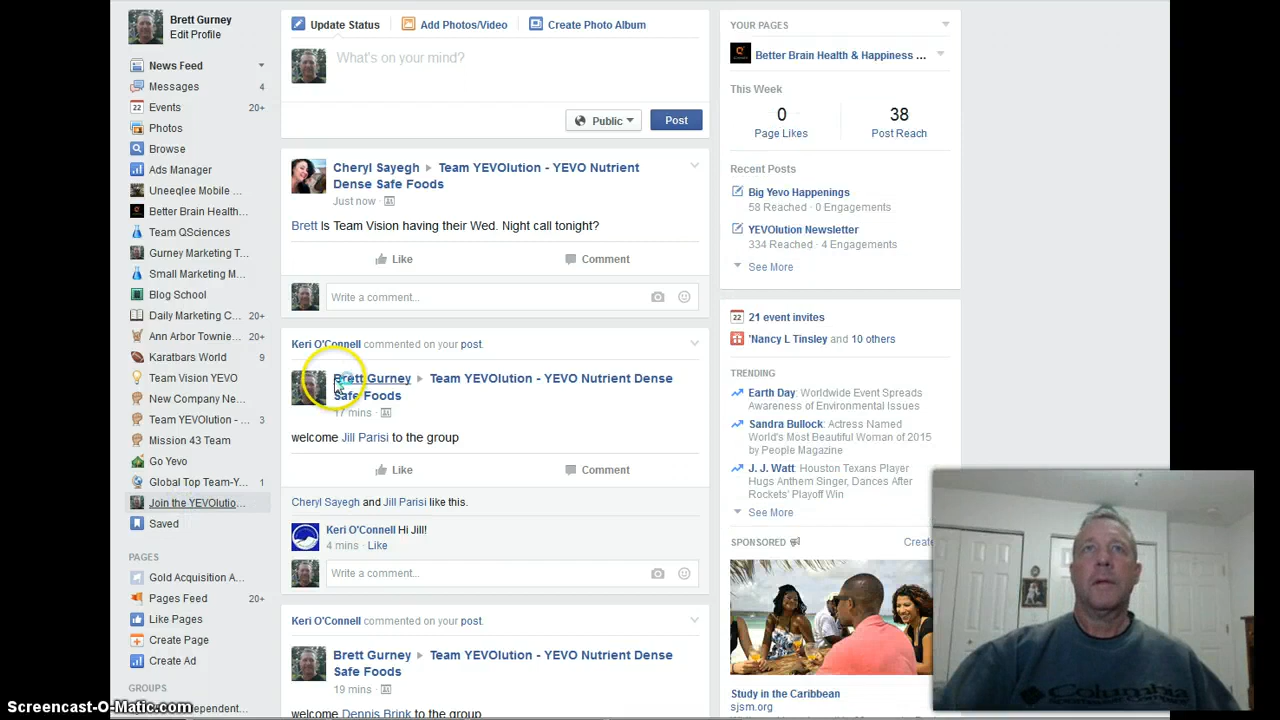 Brett Gurney
Edit Profile
News Feed
Messages 4
Events 20+
Photos
Browse
Ads Manager
Uneeqlee Mobile ...
Better Brain Health...
Team QSciences
Gurney Marketing T...
Small Marketing M...
Blog School
Daily Marketing C... 20+
Ann Arbor Townie... 20+
Karatbars World 9
Team Vision YEVO
New Company Ne...
Team YEVOlution - ... 3
Mission 43 Team
Go Yevo
Global Top Team-Y... 1
Join the YEVOlutio...
Saved
PAGES
Gold Acquisition A...
Pages Feed 20+
Like Pages
Create Page
Create Ad
GROUPS
Update Status Add Photos/Video Create Photo Album
What's on your mind?
Public Post
Cheryl Sayegh Team YEVOlution - YEVO Nutrient
Dense Safe Foods
Just now
Brett Is Team Vision having their Wed. Night call tonight?
Like Comment
Write a comment...
Keri O'Connell commented on your post.
Brett Gurney Team YEVOlution - YEVO Nutrient Dense
Safe Foods
17 mins
welcome Jill Parisi to the group
Like Comment
Cheryl Sayegh and Jill Parisi like this.
Keri O'Connell Hi Jill!
4 mins · Like
Write a comment...
Keri O'Connell commented on your post.
Brett Gurney Team YEVOlution - YEVO Nutrient Dense
Safe Foods
19 mins
welcome Dennis Brink to the group
YOUR PAGES
Better Brain Health & Happiness ...
This Week
0 38
Page Likes Post Reach
Recent Posts
Big Yevo Happenings
58 Reached · 0 Engagements
YEVOlution Newsletter
334 Reached · 4 Engagements
See More
22 21 event invites
'Nancy L Tinsley and 10 others
TRENDING
Earth Day: Worldwide Event Spreads
Awareness of Environmental Issues
Sandra Bullock: Actress Named
World's Most Beautiful Woman of 2015
by People Magazine
J. J. Watt: Houston Texans Player
Hugs Anthem Singer, Dances After
Rockets' Playoff Win
See More
SPONSORED Create
Study in the Caribbean
sjsm.org
Screencast-O-Matic.com